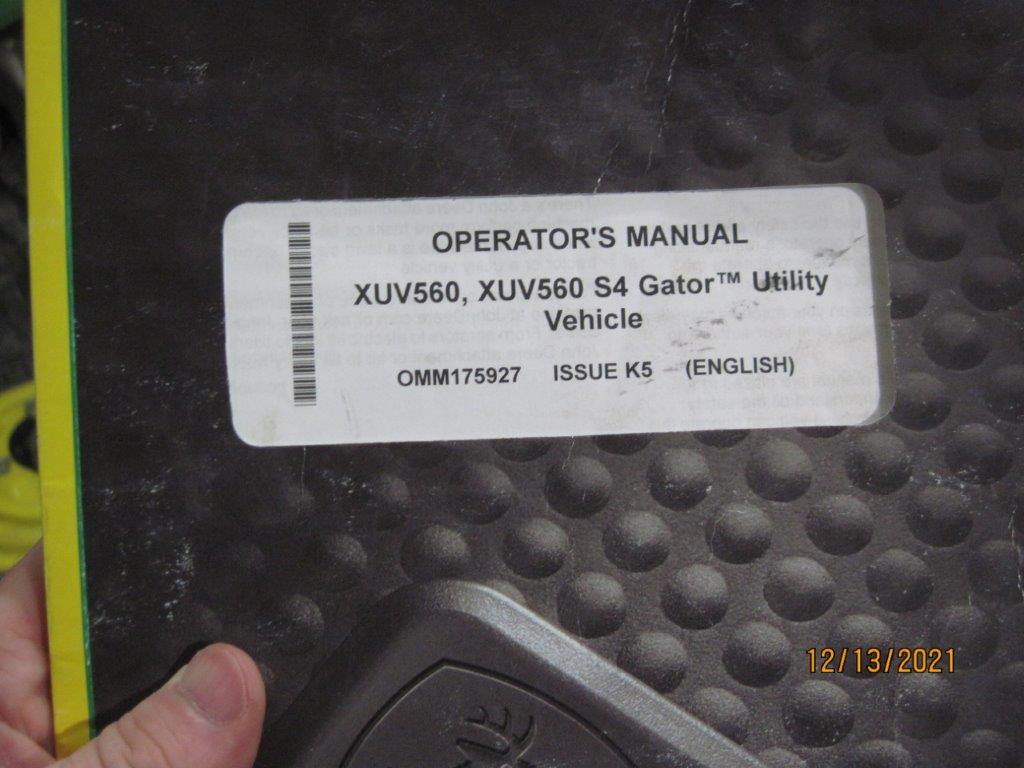 OPERATOR'S MANUAL
XUV560, XUV560 S4 Gator™ Utility
Vehicle
OMM175927 ISSUE K5 (ENGLISH)
12/13/2021